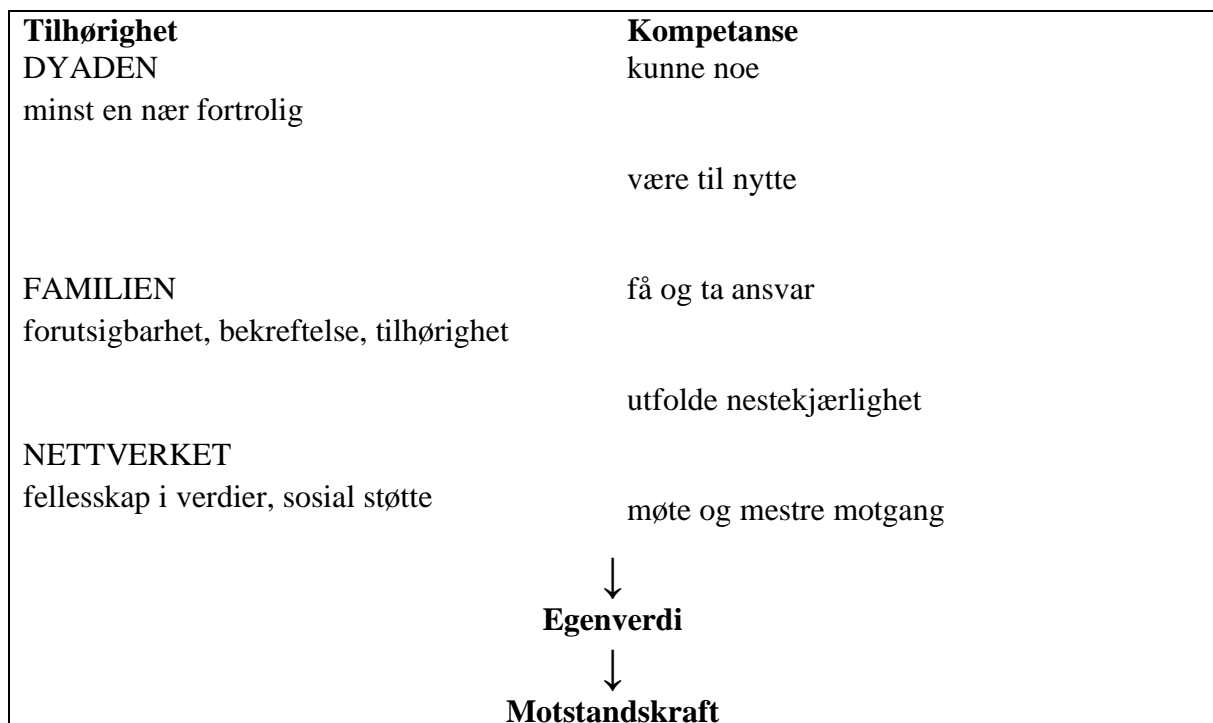 Tilhørighet
DYADEN
minst en nær fortrolig
FAMILIEN
forutsigbarhet, bekreftelse, tilhørighet
NETTVERKET
fellesskap i verdier, sosial støtte
Kompetanse
kunne noe
være til nytte
få og ta ansvar
utfolde nestekjærlighet
møte og mestre motgang
↓
Egenverdi
↓
Motstandskraft